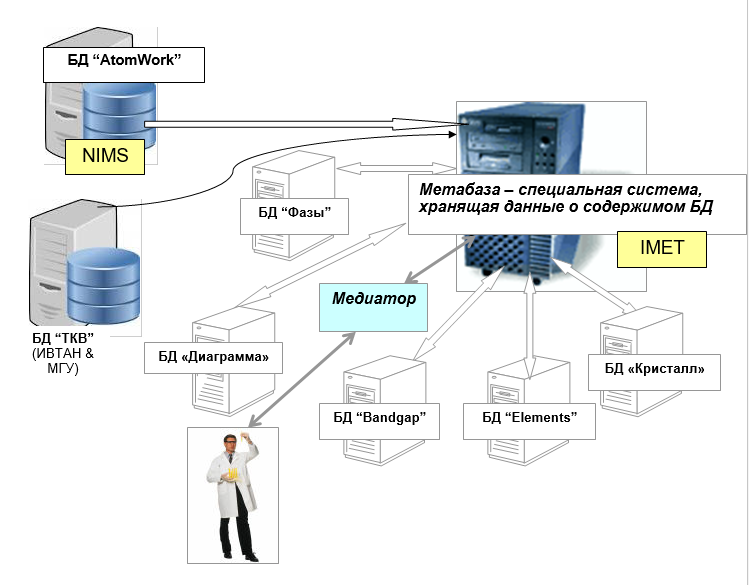 БД “AtomWork”
NIMS
Метабаза – специальная система,
хранящая данные о содержимом БД
IMET
БД “Фазы”
Медиатор
БД “ТКВ”
(ИВТАН &
МГУ)
БД «Диаграмма»
БД «Кристалл»
БД “Bandgap”
БД “Elements”